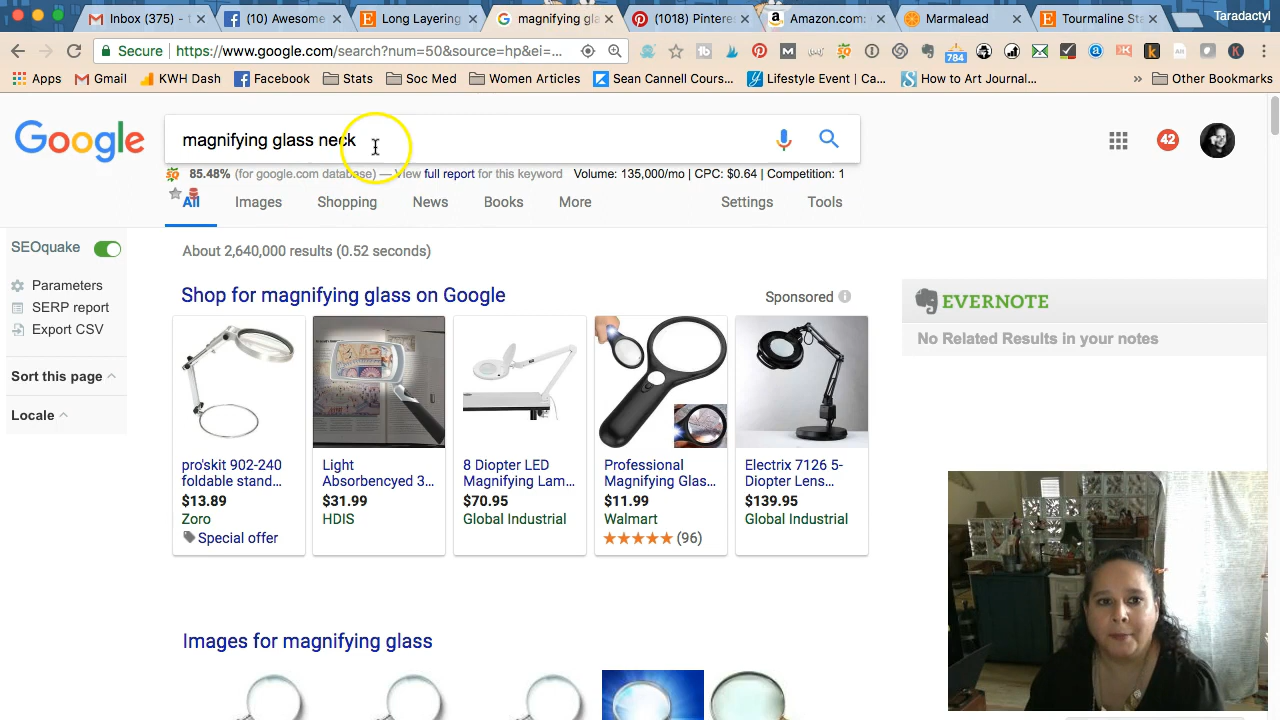 Taradactyl
Inbox (375) - t
(10) Awesome
Long Layering
magnifying gla
(1018) Pinteres
Amazon.com:
Marmalead
Tourmaline Sta
Secure
https://www.google.com/search?num=50&source=hp&ei=...
784
Apps
Gmail
KWH Dash
Facebook
Stats
Soc Med
Women Articles
Sean Cannell Cours...
Lifestyle Event | Ca...
How to Art Journal...
»
Other Bookmarks
Google
magnifying glass neck
42
85.48% (for google.com database) — View full report for this keyword
Volume: 135,000/mo | CPC: $0.64 | Competition: 1
All
Images
Shopping
News
Books
More
Settings
Tools
SEOquake
Parameters
SERP report
Export CSV
Sort this page
Locale
About 2,640,000 results (0.52 seconds)
Shop for magnifying glass on Google
Sponsored
pro'skit 902-240
foldable stand...
$13.89
Zoro
Special offer
Light
Absorbencyed 3...
$31.99
HDIS
8 Diopter LED
Magnifying Lam...
$70.95
Global Industrial
Professional
Magnifying Glas...
$11.99
Walmart
(96)
Electrix 7126 5-
Diopter Lens...
$139.95
Global Industrial
EVERNOTE
No Related Results in your notes
Images for magnifying glass